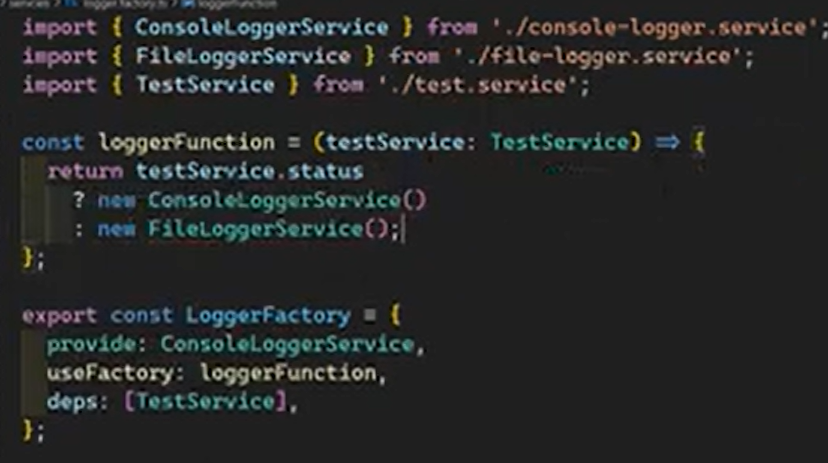 services > TS logger.factory.ts > loggerFunction
import { ConsoleLoggerService } from './console-logger.service';
import { FileLoggerService } from './file-logger.service';
import { TestService } from './test.service';
const loggerFunction = (testService: TestService) => {
return testService.status
? new ConsoleLoggerService()
: new FileLoggerService();
};
export const LoggerFactory = {
provide: ConsoleLoggerService,
useFactory: loggerFunction,
deps: [TestService],
};